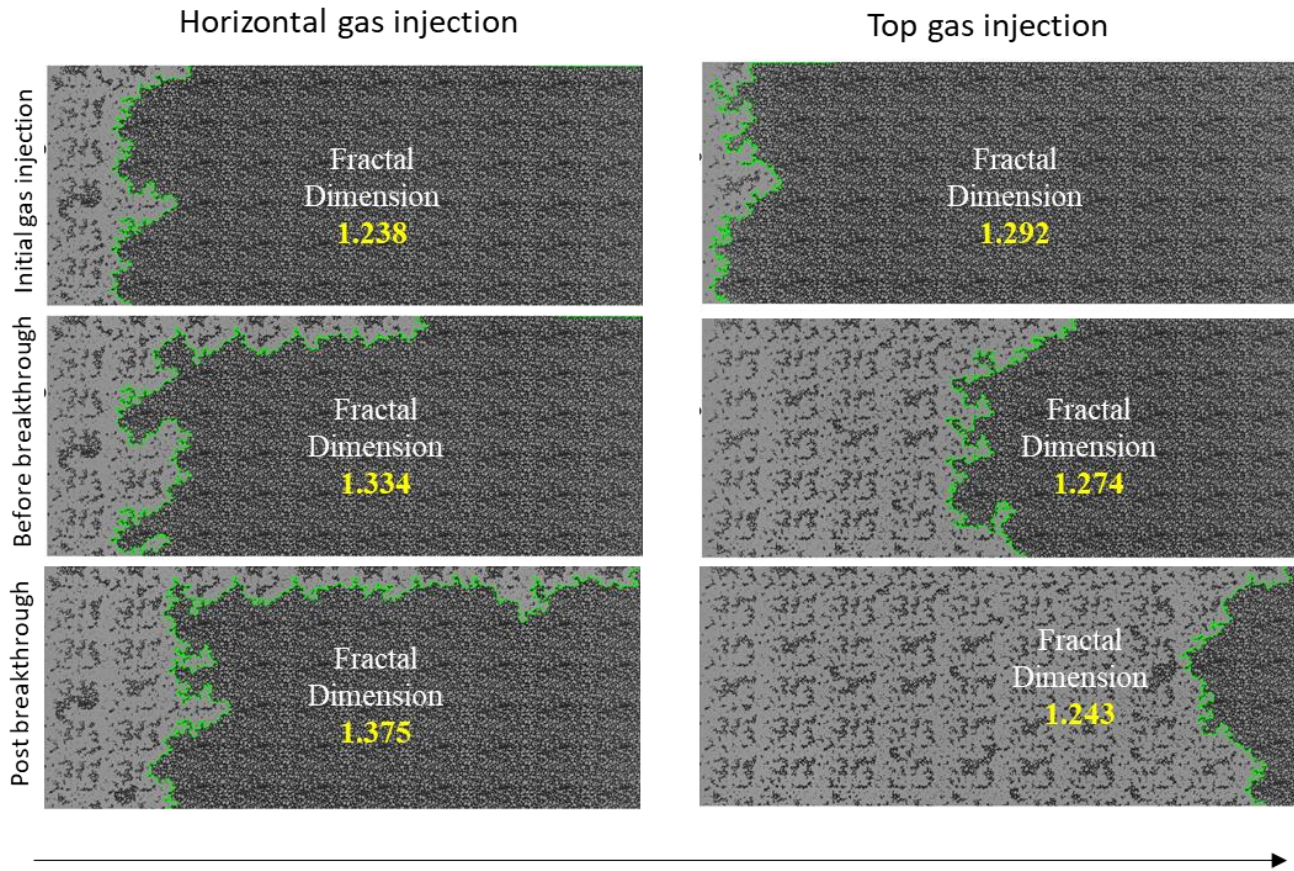 Horizontal gas injection
Top gas injection
Initial gas injection
Fractal
Dimension
1.238
Fractal
Dimension
1.292
Before breakthrough
Fractal
Dimension
1.334
Fractal
Dimension
1.274
Post breakthrough
Fractal
Dimension
1.375
Fractal
Dimension
1.243